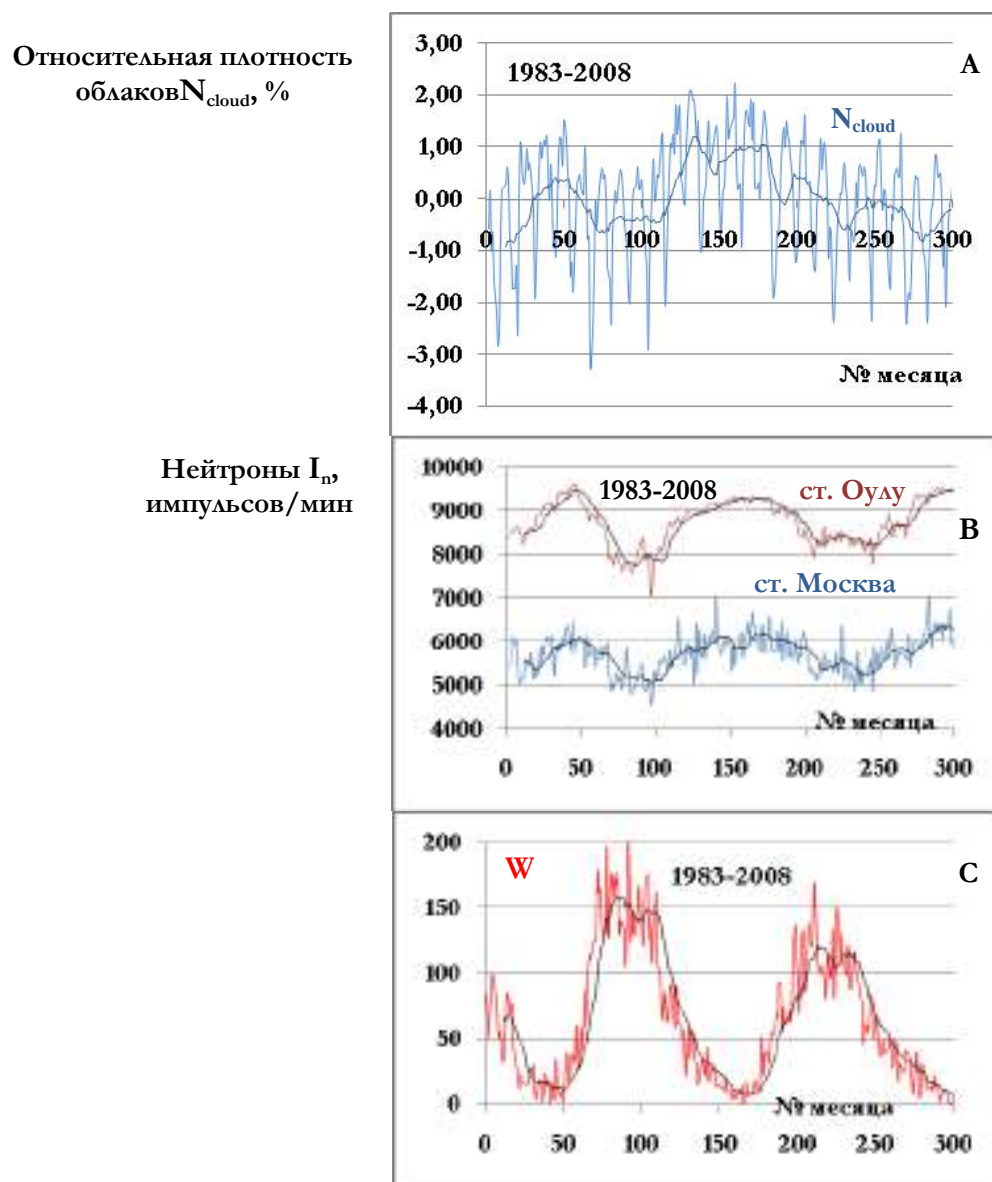 Относительная плотность
облаковN_cloud, %
3,00
2,00
1,00
0,00
-1,00
-2,00
-3,00
-4,00
1983-2008
A
N_cloud
0 50 100 150 200 250 300
№ месяца
Нейтроны I_n,
импульсов/мин
10000
9000
8000
7000
6000
5000
4000
1983-2008
ст. Оулу
B
ст. Москва
№ месяца
0 50 100 150 200 250 300
200
150
100
50
0
W
1983-2008
C
№ месяца
0 50 100 150 200 250 300